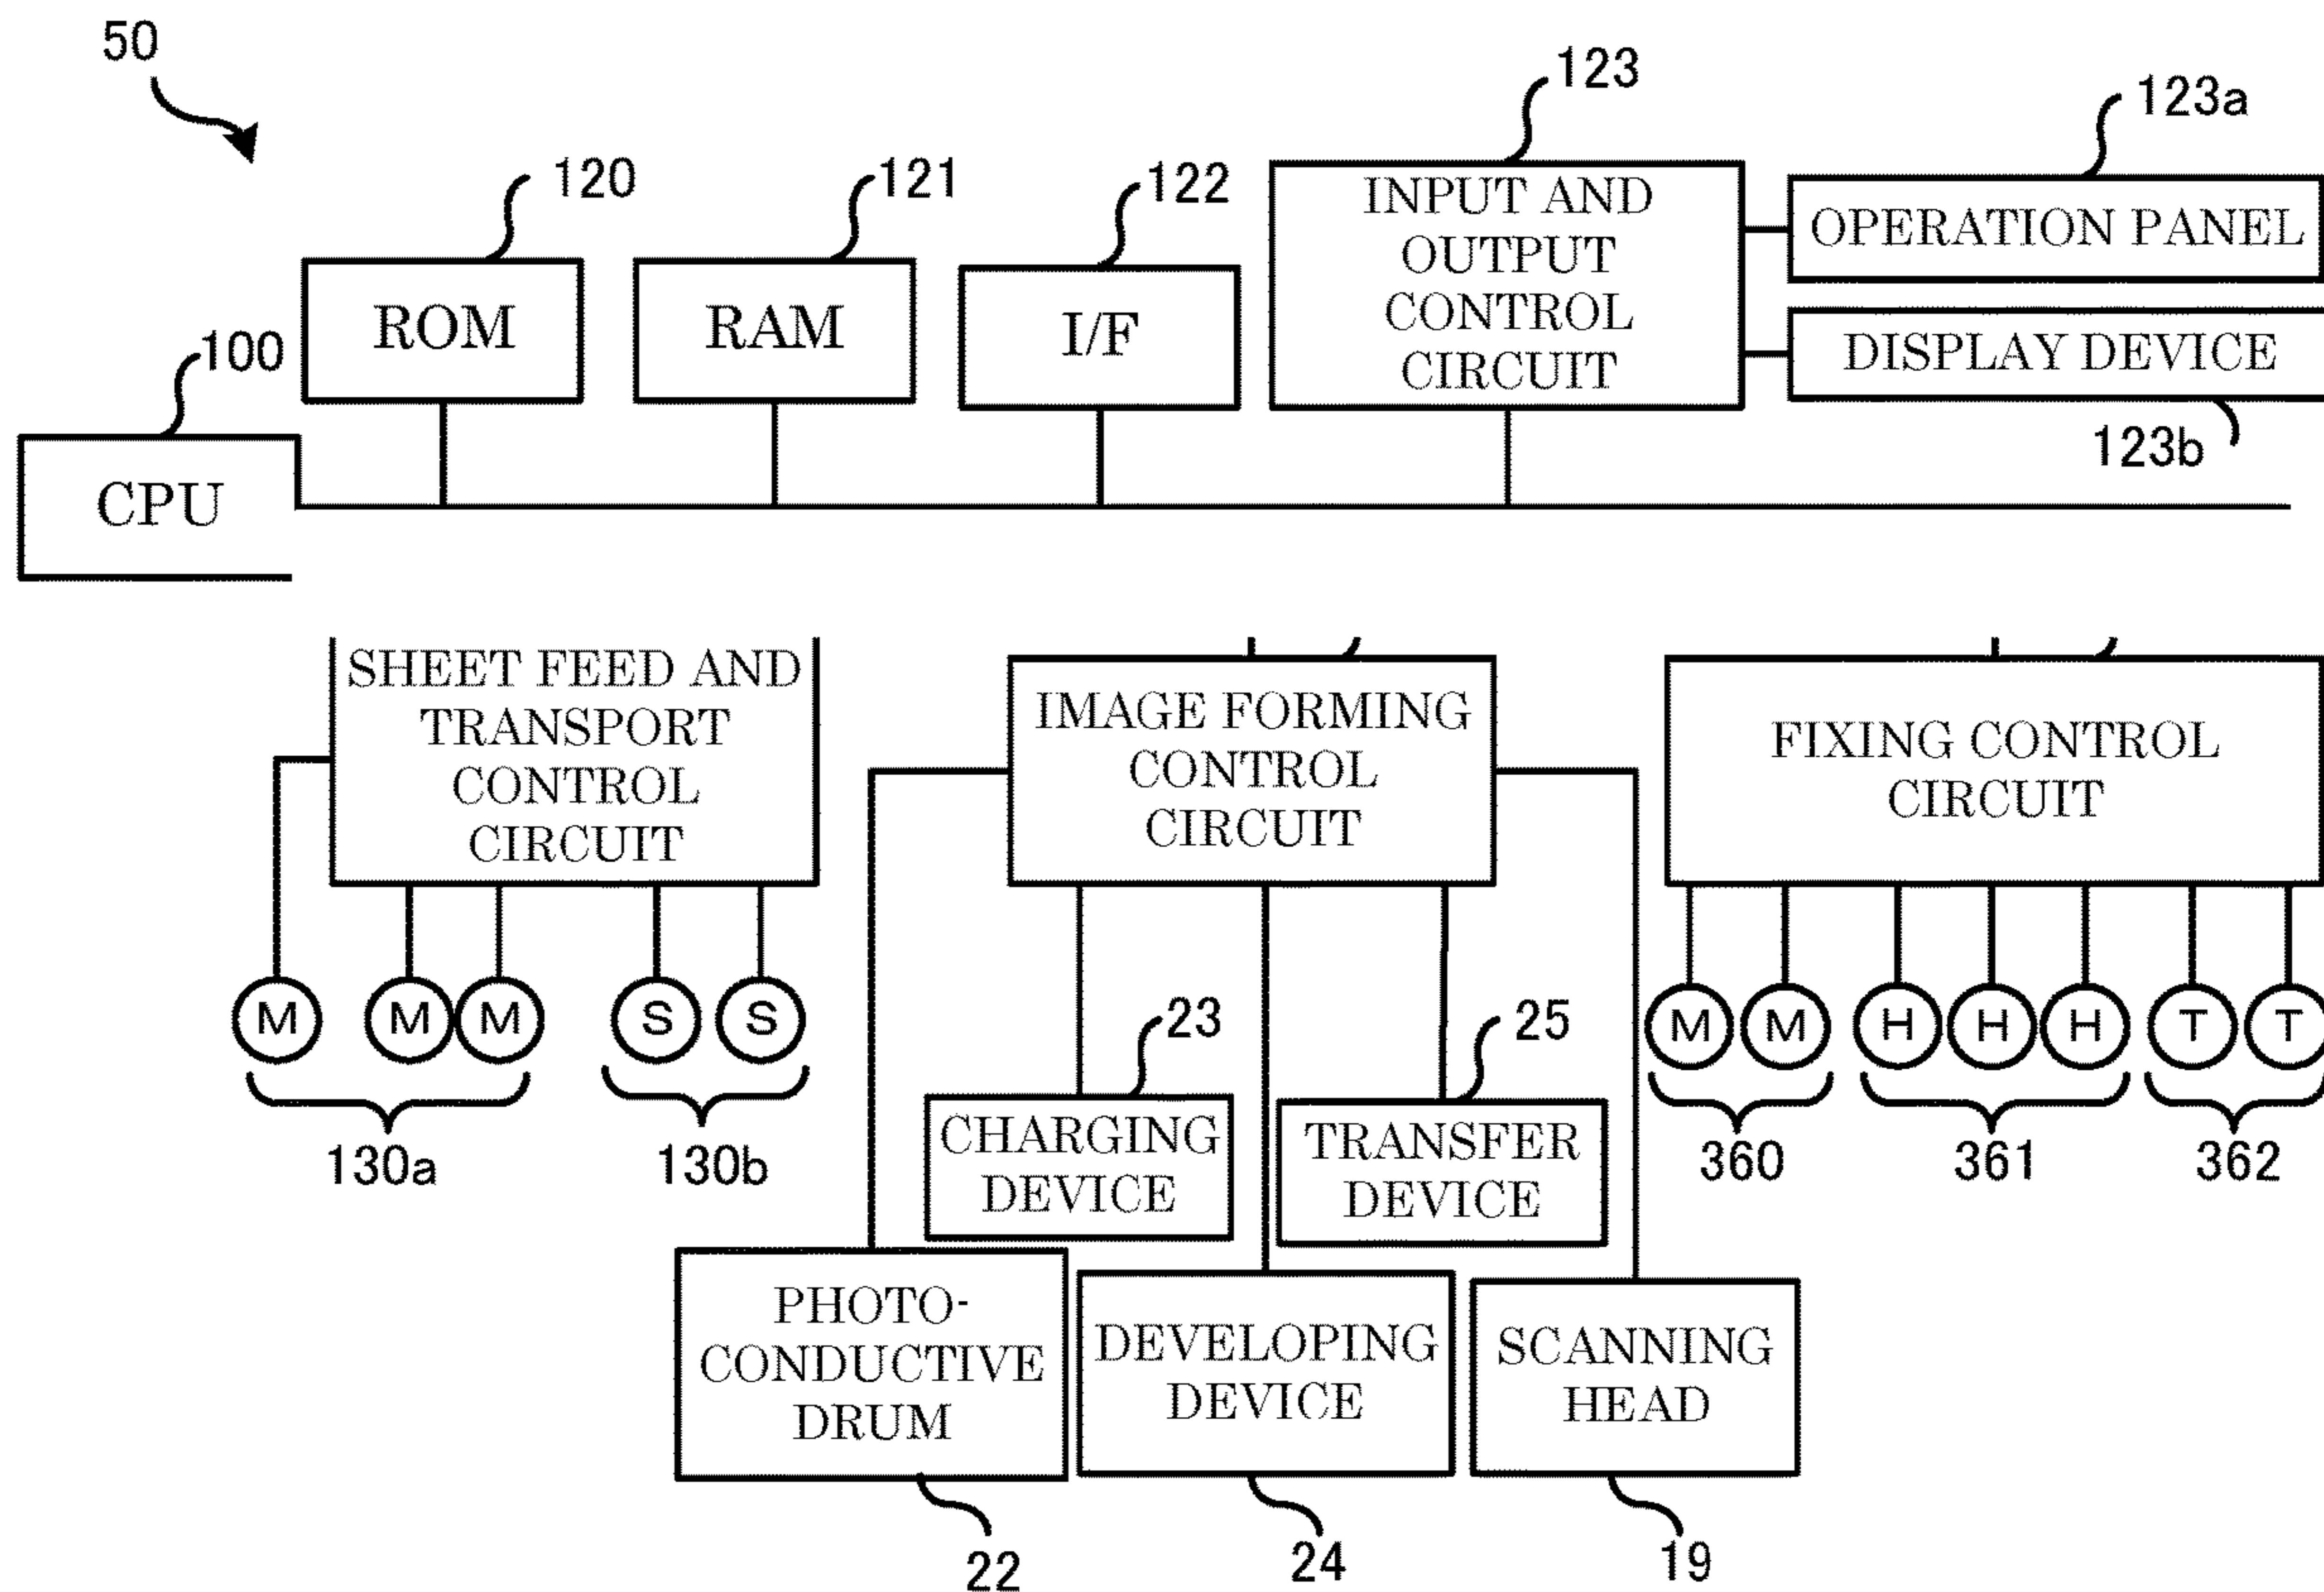 50
123
123a
120
121
122
INPUT AND
OUTPUT
CONTROL
CIRCUIT
OPERATION PANEL
ROM
RAM
I/F
DISPLAY DEVICE
100
123b
CPU
SHEET FEED AND
TRANSPORT
CONTROL
CIRCUIT
IMAGE FORMING
CONTROL
CIRCUIT
FIXING CONTROL
CIRCUIT
M M M S S
M M H H H T T
23
25
130a
130b
CHARGING
DEVICE
TRANSFER
DEVICE
360
361
362
PHOTO-
CONDUCTIVE
DRUM
DEVELOPING
DEVICE
SCANNING
HEAD
22
24
19